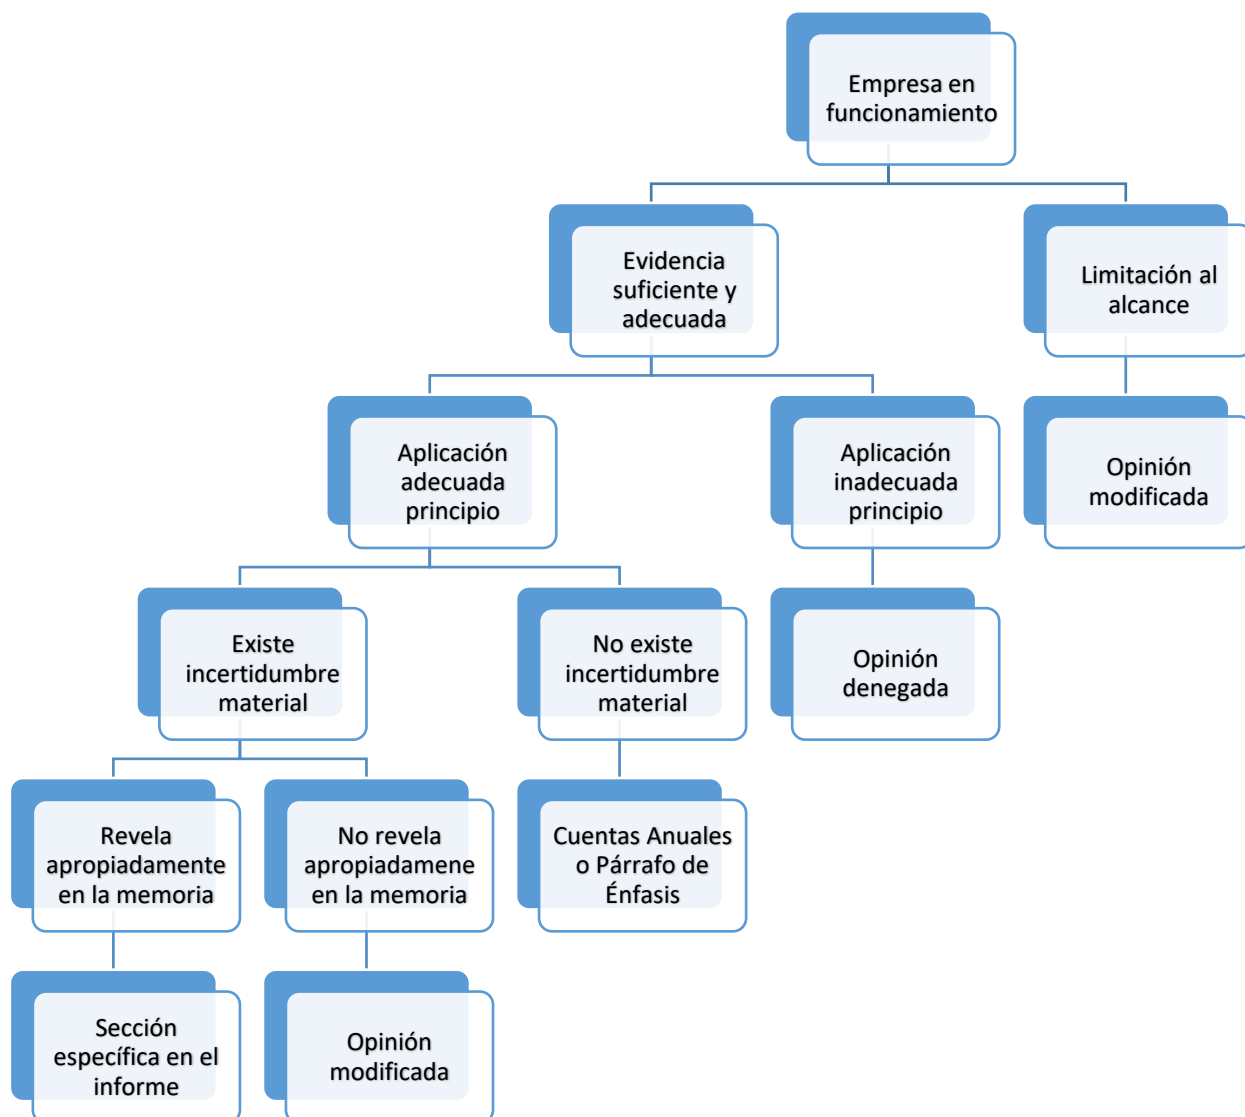 Empresa en
funcionamiento
Evidencia
suficiente y
adecuada
Limitación al
alcance
Aplicación
adecuada
principio
Aplicación
inadecuada
principio
Opinión
modificada
Existe
incertidumbre
material
No existe
incertidumbre
material
Opinión
denegada
Revela
apropiadamente
en la memoria
No revela
apropiadamene
en la memoria
Cuentas Anuales
o Párrafo de
Énfasis
Sección
específica en el
informe
Opinión
modificada